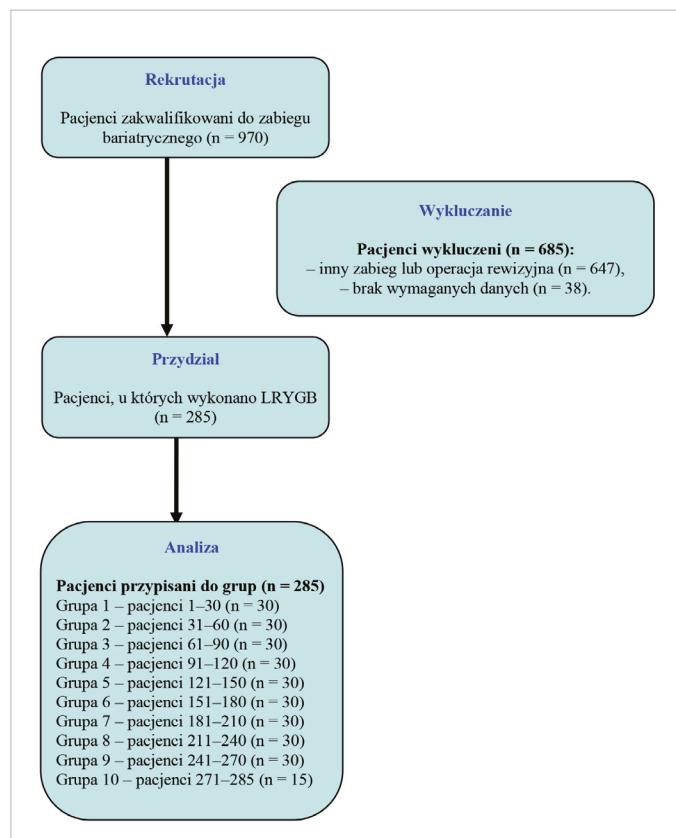 Rekrutacja
Pacjenci zakwalifikowani do zabiegu
bariatrycznego (n = 970)
Wykluczanie
Pacjenci wykluczeni (n = 685):
– inny zabieg lub operacja rewizyjna (n = 647),
– brak wymaganych danych (n = 38).
Przydział
Pacjenci, u których wykonano LRYGB
(n = 285)
Analiza
Pacjenci przypisani do grup (n = 285)
Grupa 1 – pacjenci 1–30 (n = 30)
Grupa 2 – pacjenci 31–60 (n = 30)
Grupa 3 – pacjenci 61–90 (n = 30)
Grupa 4 – pacjenci 91–120 (n = 30)
Grupa 5 – pacjenci 121–150 (n = 30)
Grupa 6 – pacjenci 151–180 (n = 30)
Grupa 7 – pacjenci 181–210 (n = 30)
Grupa 8 – pacjenci 211–240 (n = 30)
Grupa 9 – pacjenci 241–270 (n = 30)
Grupa 10 – pacjenci 271–285 (n = 15)